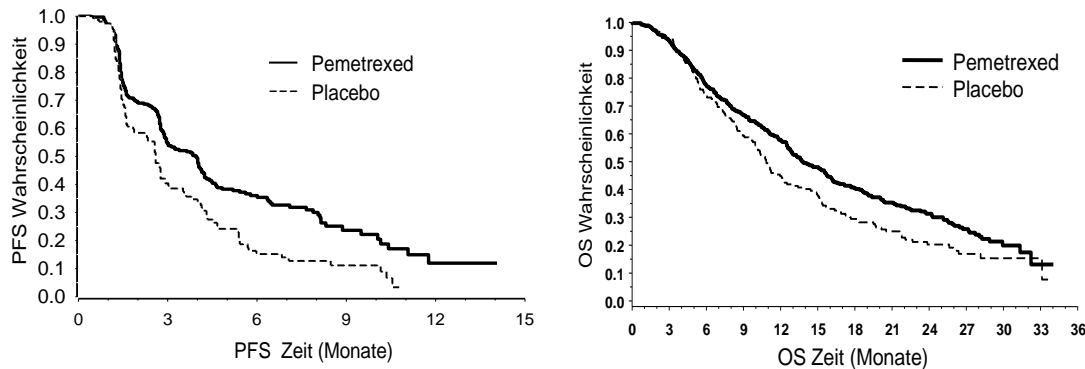 PFS Wahrscheinlichkeit
1.0
0.9
0.8
0.7
0.6
0.5
0.4
0.3
0.2
0.1
0.0
Pemetrexed
Placebo
0 3 6 9 12 15
PFS Zeit (Monate)
OS Wahrscheinlichkeit
1.0
0.9
0.8
0.7
0.6
0.5
0.4
0.3
0.2
0.1
0.0
Pemetrexed
Placebo
0 3 6 9 12 15 18 21 24 27 30 33 36
OS Zeit (Monate)